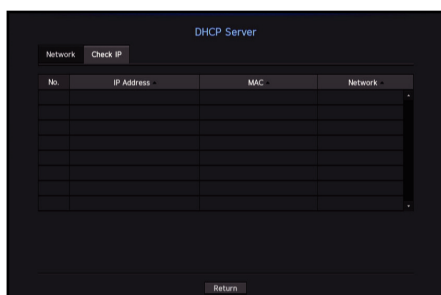 DHCP Server
Network Check IP
No. IP Address MAC Network
Return